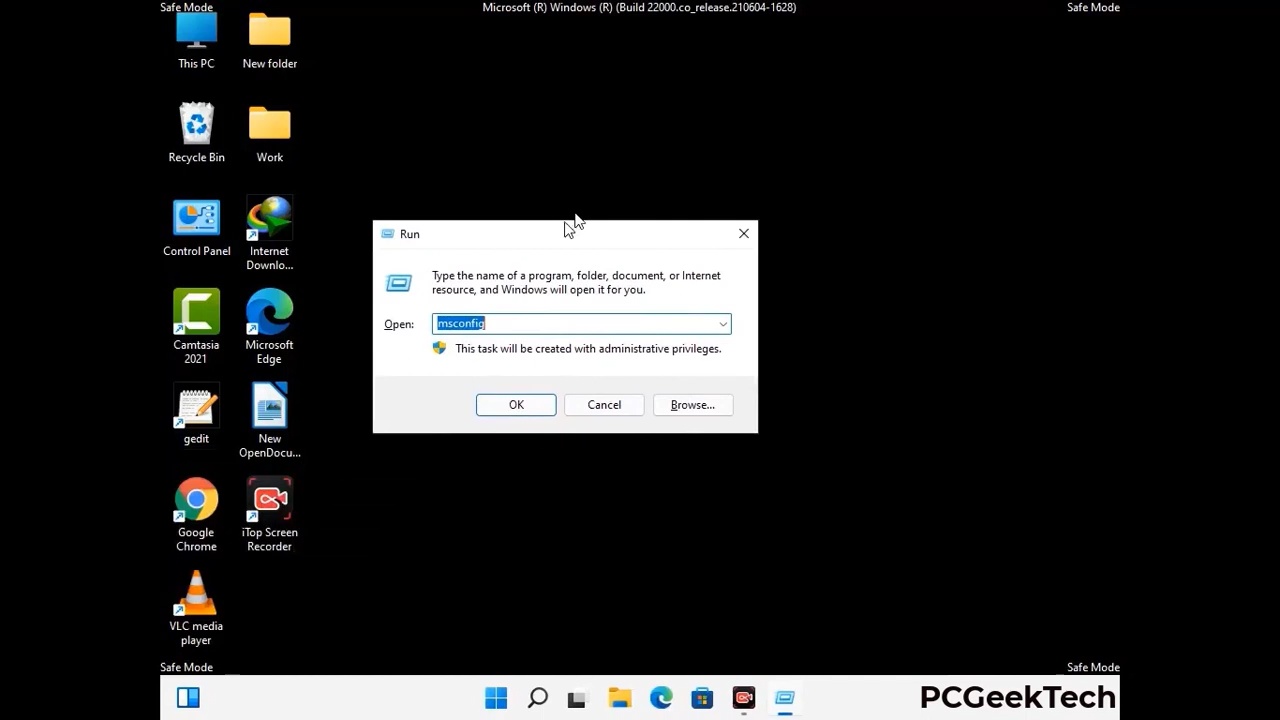 Safe Mode
Microsoft (R) Windows (R) (Build 22000.co_release.210604-1628)
Safe Mode
This PC
New folder
Recycle Bin
Work
Control Panel
Internet
Downlo...
Camtasia
2021
Microsoft
Edge
gedit
New
OpenDocu...
Google
Chrome
iTop Screen
Recorder
VLC media
player
Run
Type the name of a program, folder, document, or Internet
resource, and Windows will open it for you.
Open:
msconfig
This task will be created with administrative privileges.
OK
Cancel
Browse...
Safe Mode
Safe Mode
PCGeekTech